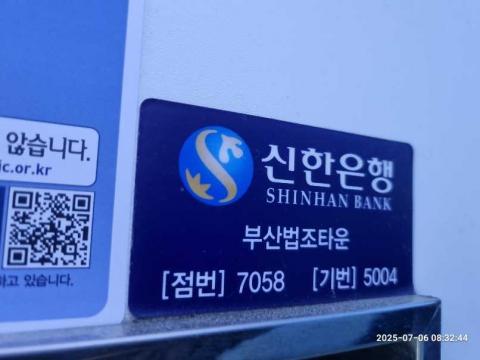 않습니다.
ic.or.kr
하고 있습니다.
신한은행
SHINHAN BANK
부산법조타운
[점번] 7058 [기번] 5004
2025-07-06 08:32:44